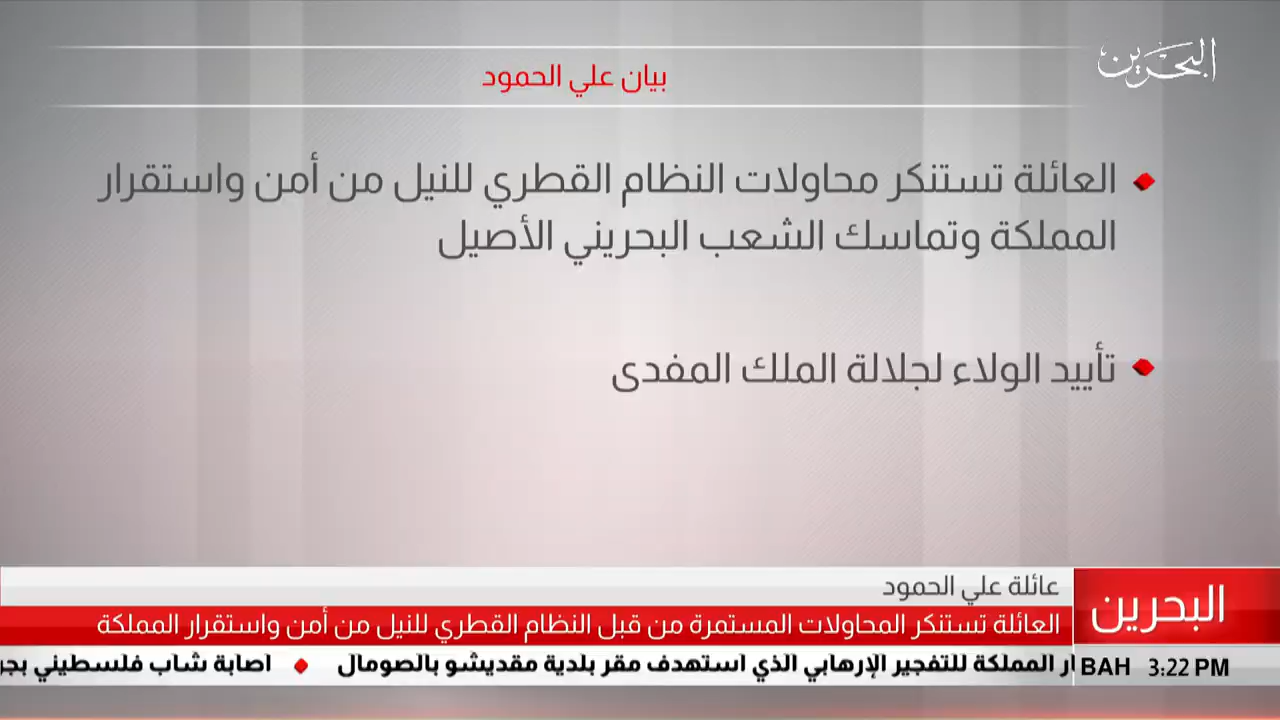 البحرين
بيان علي الحمود
العائلة تستنكر محاولات النظام القطري للنيل من أمن واستقرار
المملكة وتماسك الشعب البحريني الأصيل
تأييد الولاء لجلالة الملك المفدى
عائلة علي الحمود
البحرين
العائلة تستنكر المحاولات المستمرة من قبل النظام القطري للنيل من أمن واستقرار المملكة
المملكة للتفجير الإرهابي الذي استهدف مقر بلدية مقديشو بالصومال ♦ اصابة شاب فلسطيني
BAH 3:22 PM